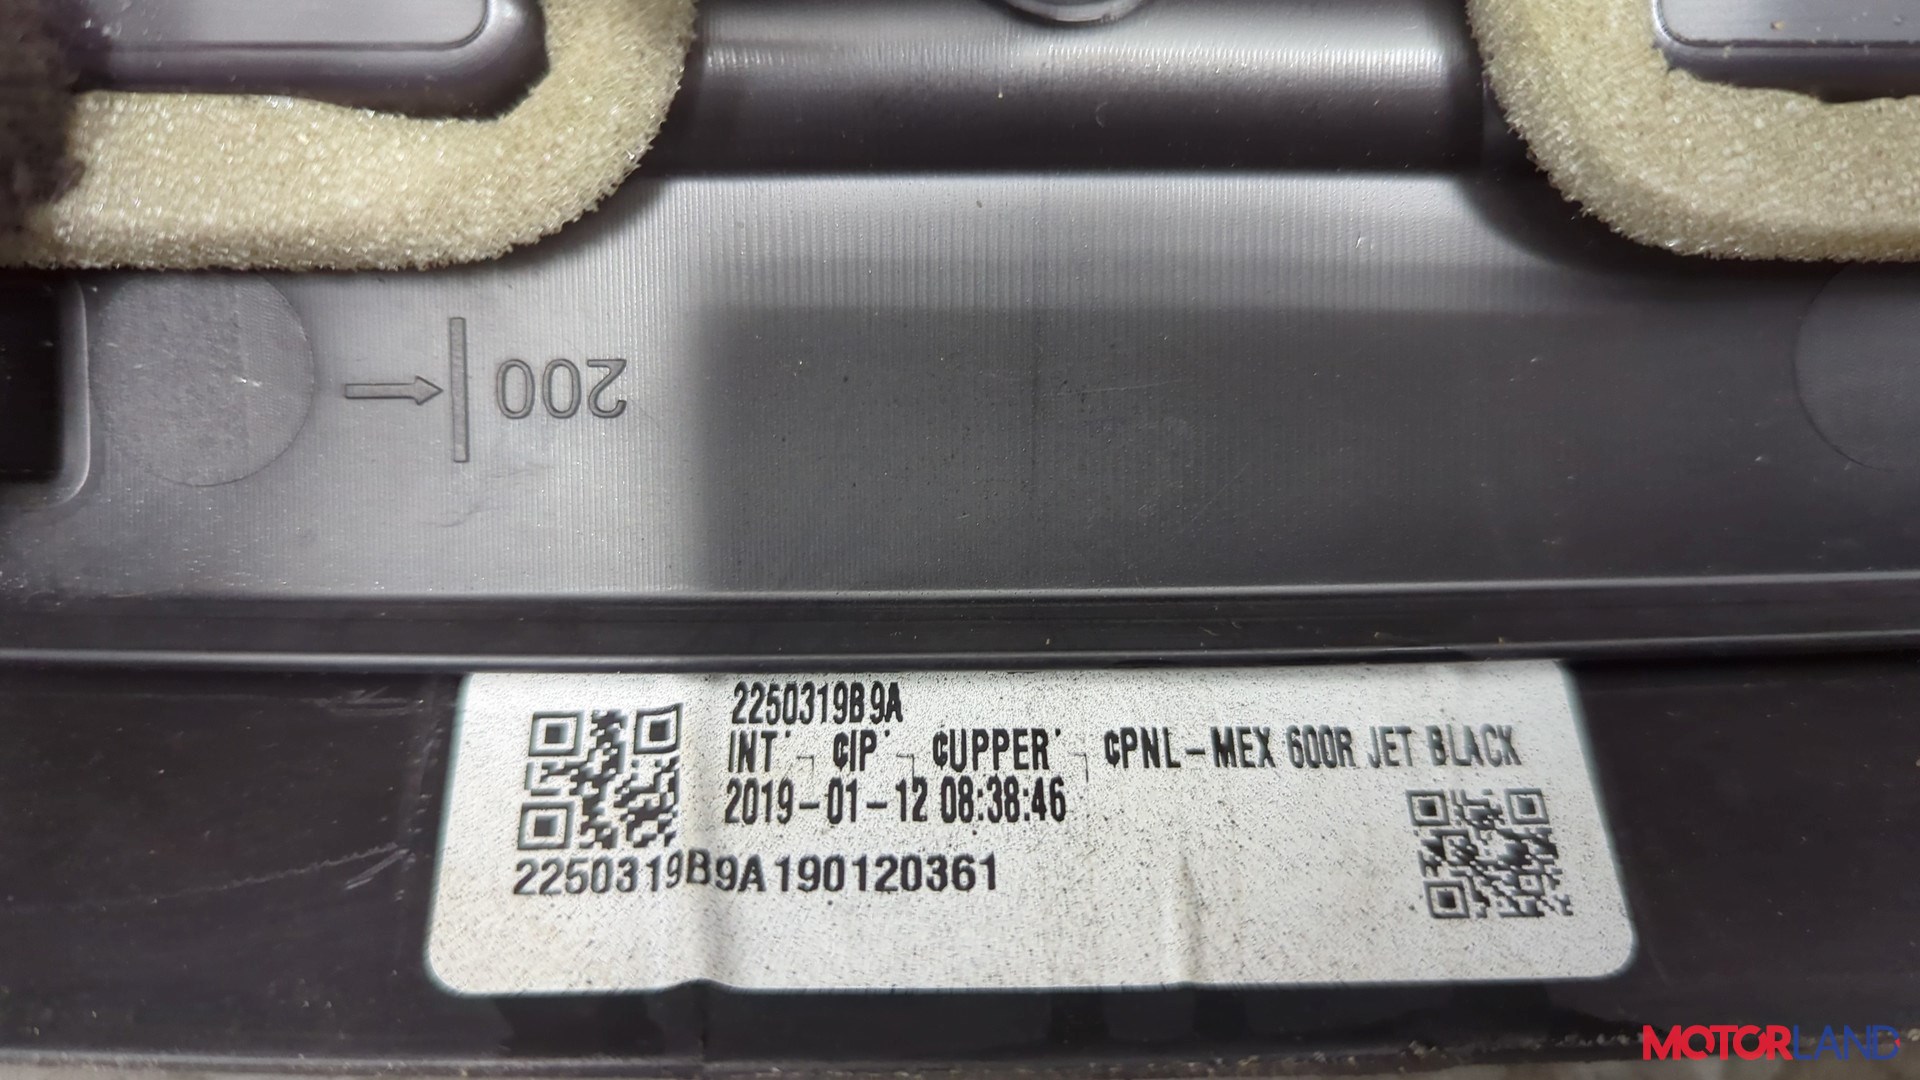 200
2250319B9A
INT˙¬ ¢IP˙¬ ¢UPPER˙¬ ¢PNL-MEX 600R JET BLACK
2019-01-12 08:38:46
2250319B9A190120361
MOTORLAND